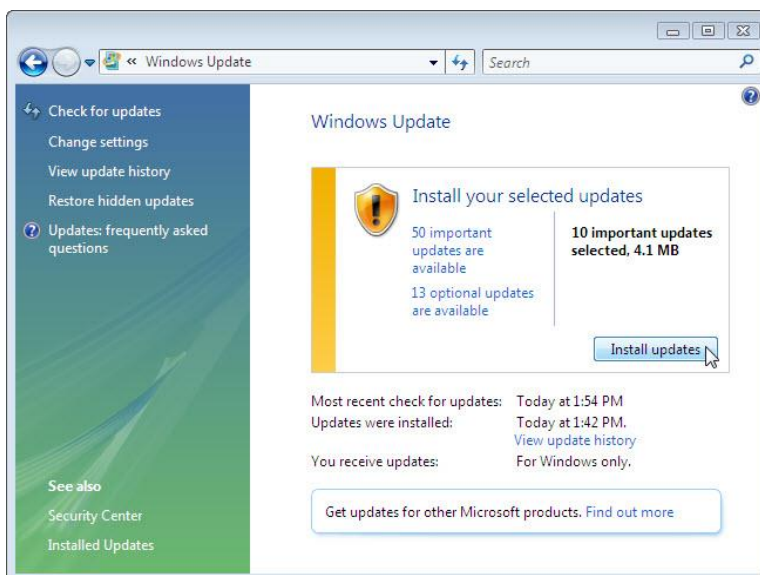 « Windows Update
Search
Check for updates
Change settings
View update history
Restore hidden updates
Updates: frequently asked
questions
See also
Security Center
Installed Updates
Windows Update
Install your selected updates
50 important
updates are
available
13 optional updates
are available
10 important updates
selected, 4.1 MB
Install updates
Most recent check for updates: Today at 1:54 PM
Updates were installed: Today at 1:42 PM.
View update history
You receive updates: For Windows only.
Get updates for other Microsoft products. Find out more